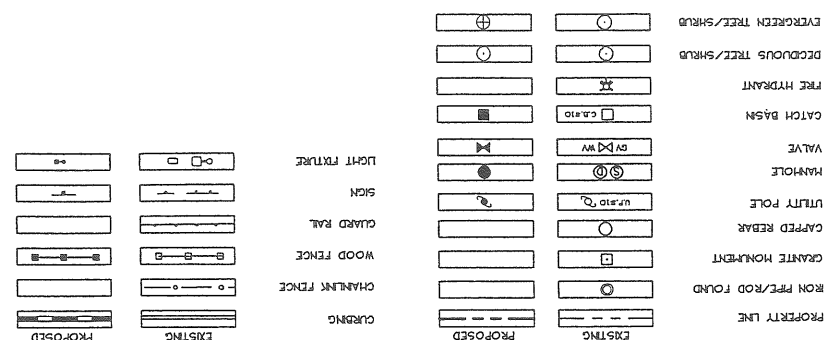 EXISTING PROPOSED
PROPERTY LINE
IRON PIPE/ROD FOUND
GRANITE MONUMENT
CAPPED REBAR
UTILITY POLE U.P.#10
MANHOLE S D
VALVE GV WV
CATCH BASIN C.B.#10
FIRE HYDRANT
DECIDUOUS TREE/SHRUB
EVERGREEN TREE/SHRUB
EXISTING PROPOSED
CURBING
CHAINLINK FENCE
WOOD FENCE
GUARD RAIL
SIGN
LIGHT FIXTURE